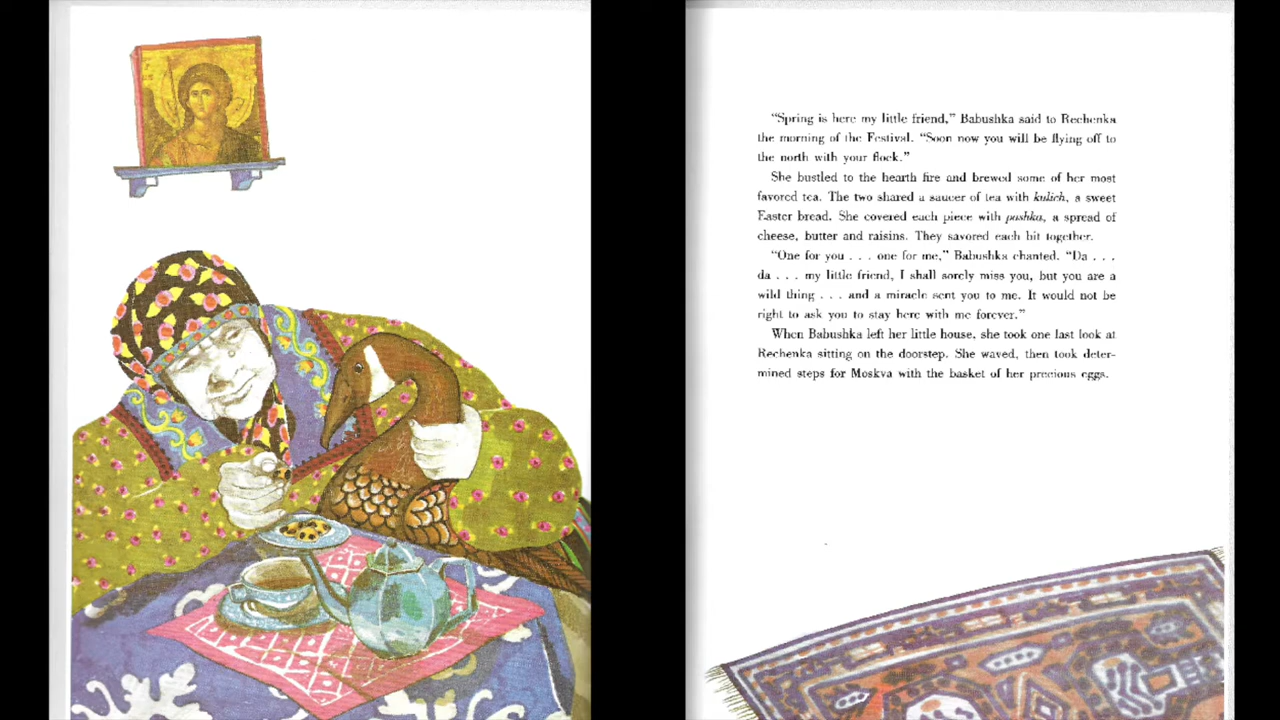 “Spring is here my little friend,” Babushka said to Rechenka
the morning of the Festival. “Soon now you will be flying off to
the north with your flock.”
She bustled to the hearth fire and brewed some of her most
favored tea. The two shared a saucer of tea with kulich, a sweet
Easter bread. She covered each piece with pashka, a spread of
cheese, butter and raisins. They savored each bit together.
“One for you . . . one for me,” Babushka chanted. “Da . . .
da . . . my little friend, I shall sorely miss you, but you are a
wild thing . . . and a miracle sent you to me. It would not be
right to ask you to stay here with me forever.”
When Babushka left her little house, she took one last look at
Rechenka sitting on the doorstep. She waved, then took deter-
mined steps for Moskva with the basket of her precious eggs.